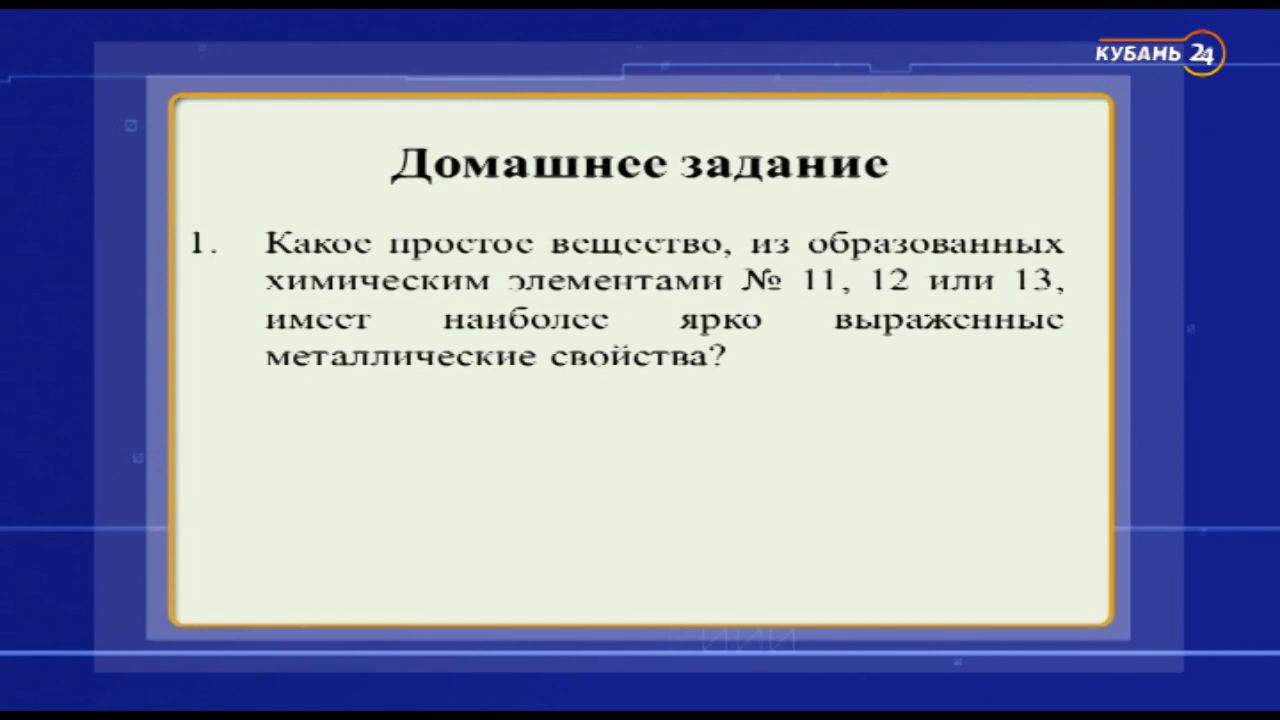 КУБАНЬ 24
Домашнее задание
1. Какое простое вещество, из образованных
химическим элементами № 11, 12 или 13,
имеет наиболее ярко выраженные
металлические свойства?